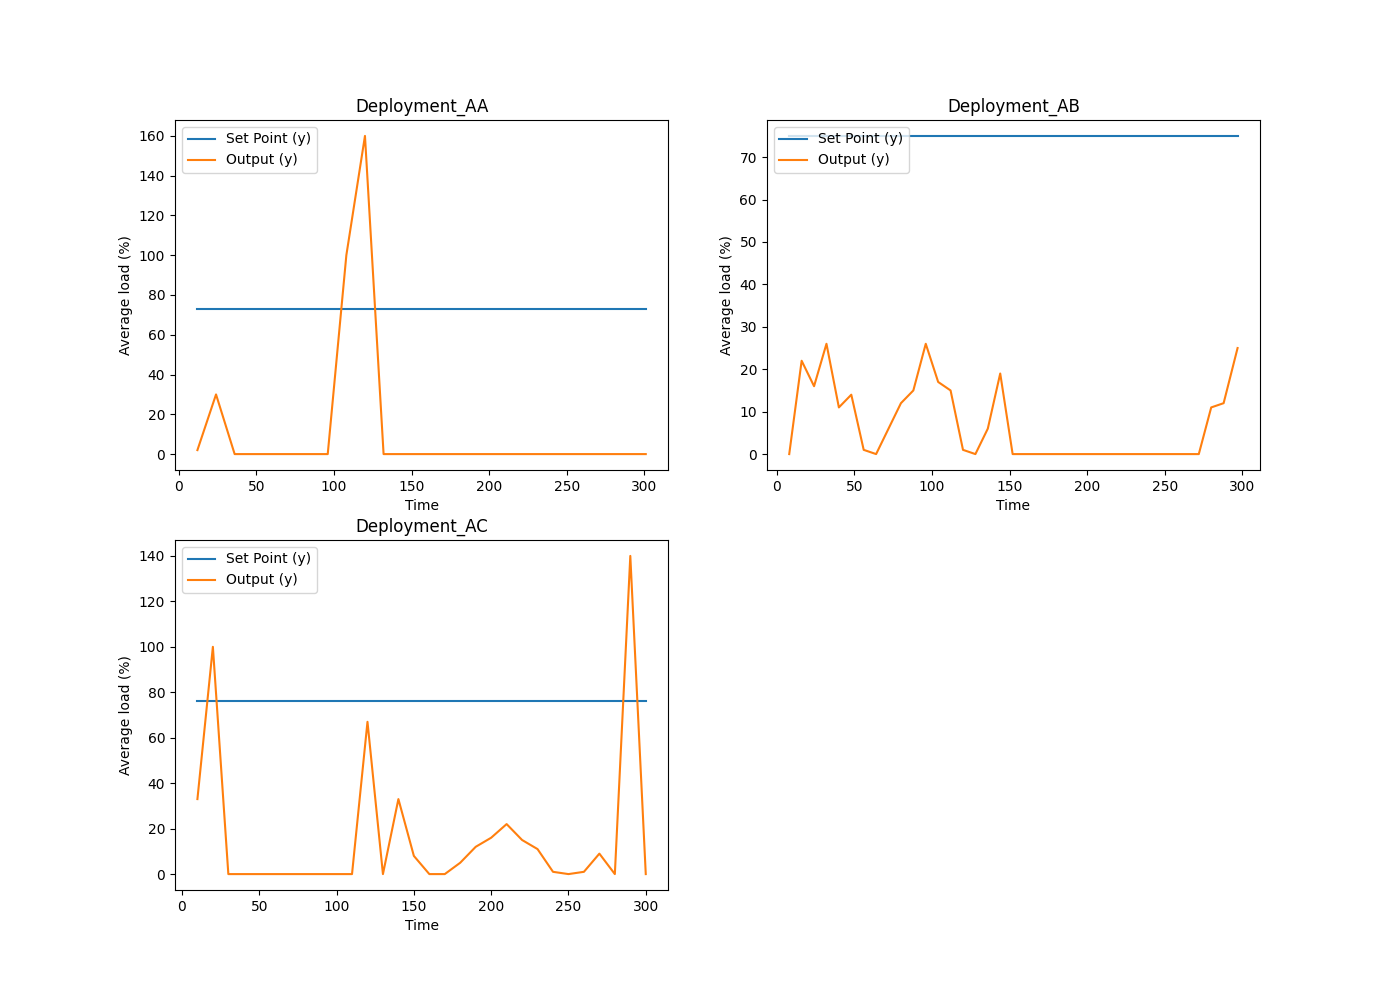 Deployment_AA
Set Point (y)
Output (y)
Average load (%)
160
140
120
100
80
60
40
20
0
0 50 100 150 200 250 300
Time
Deployment_AB
Set Point (y)
Output (y)
Average load (%)
70
60
50
40
30
20
10
0
0 50 100 150 200 250 300
Time
Deployment_AC
Set Point (y)
Output (y)
Average load (%)
140
120
100
80
60
40
20
0
0 50 100 150 200 250 300
Time